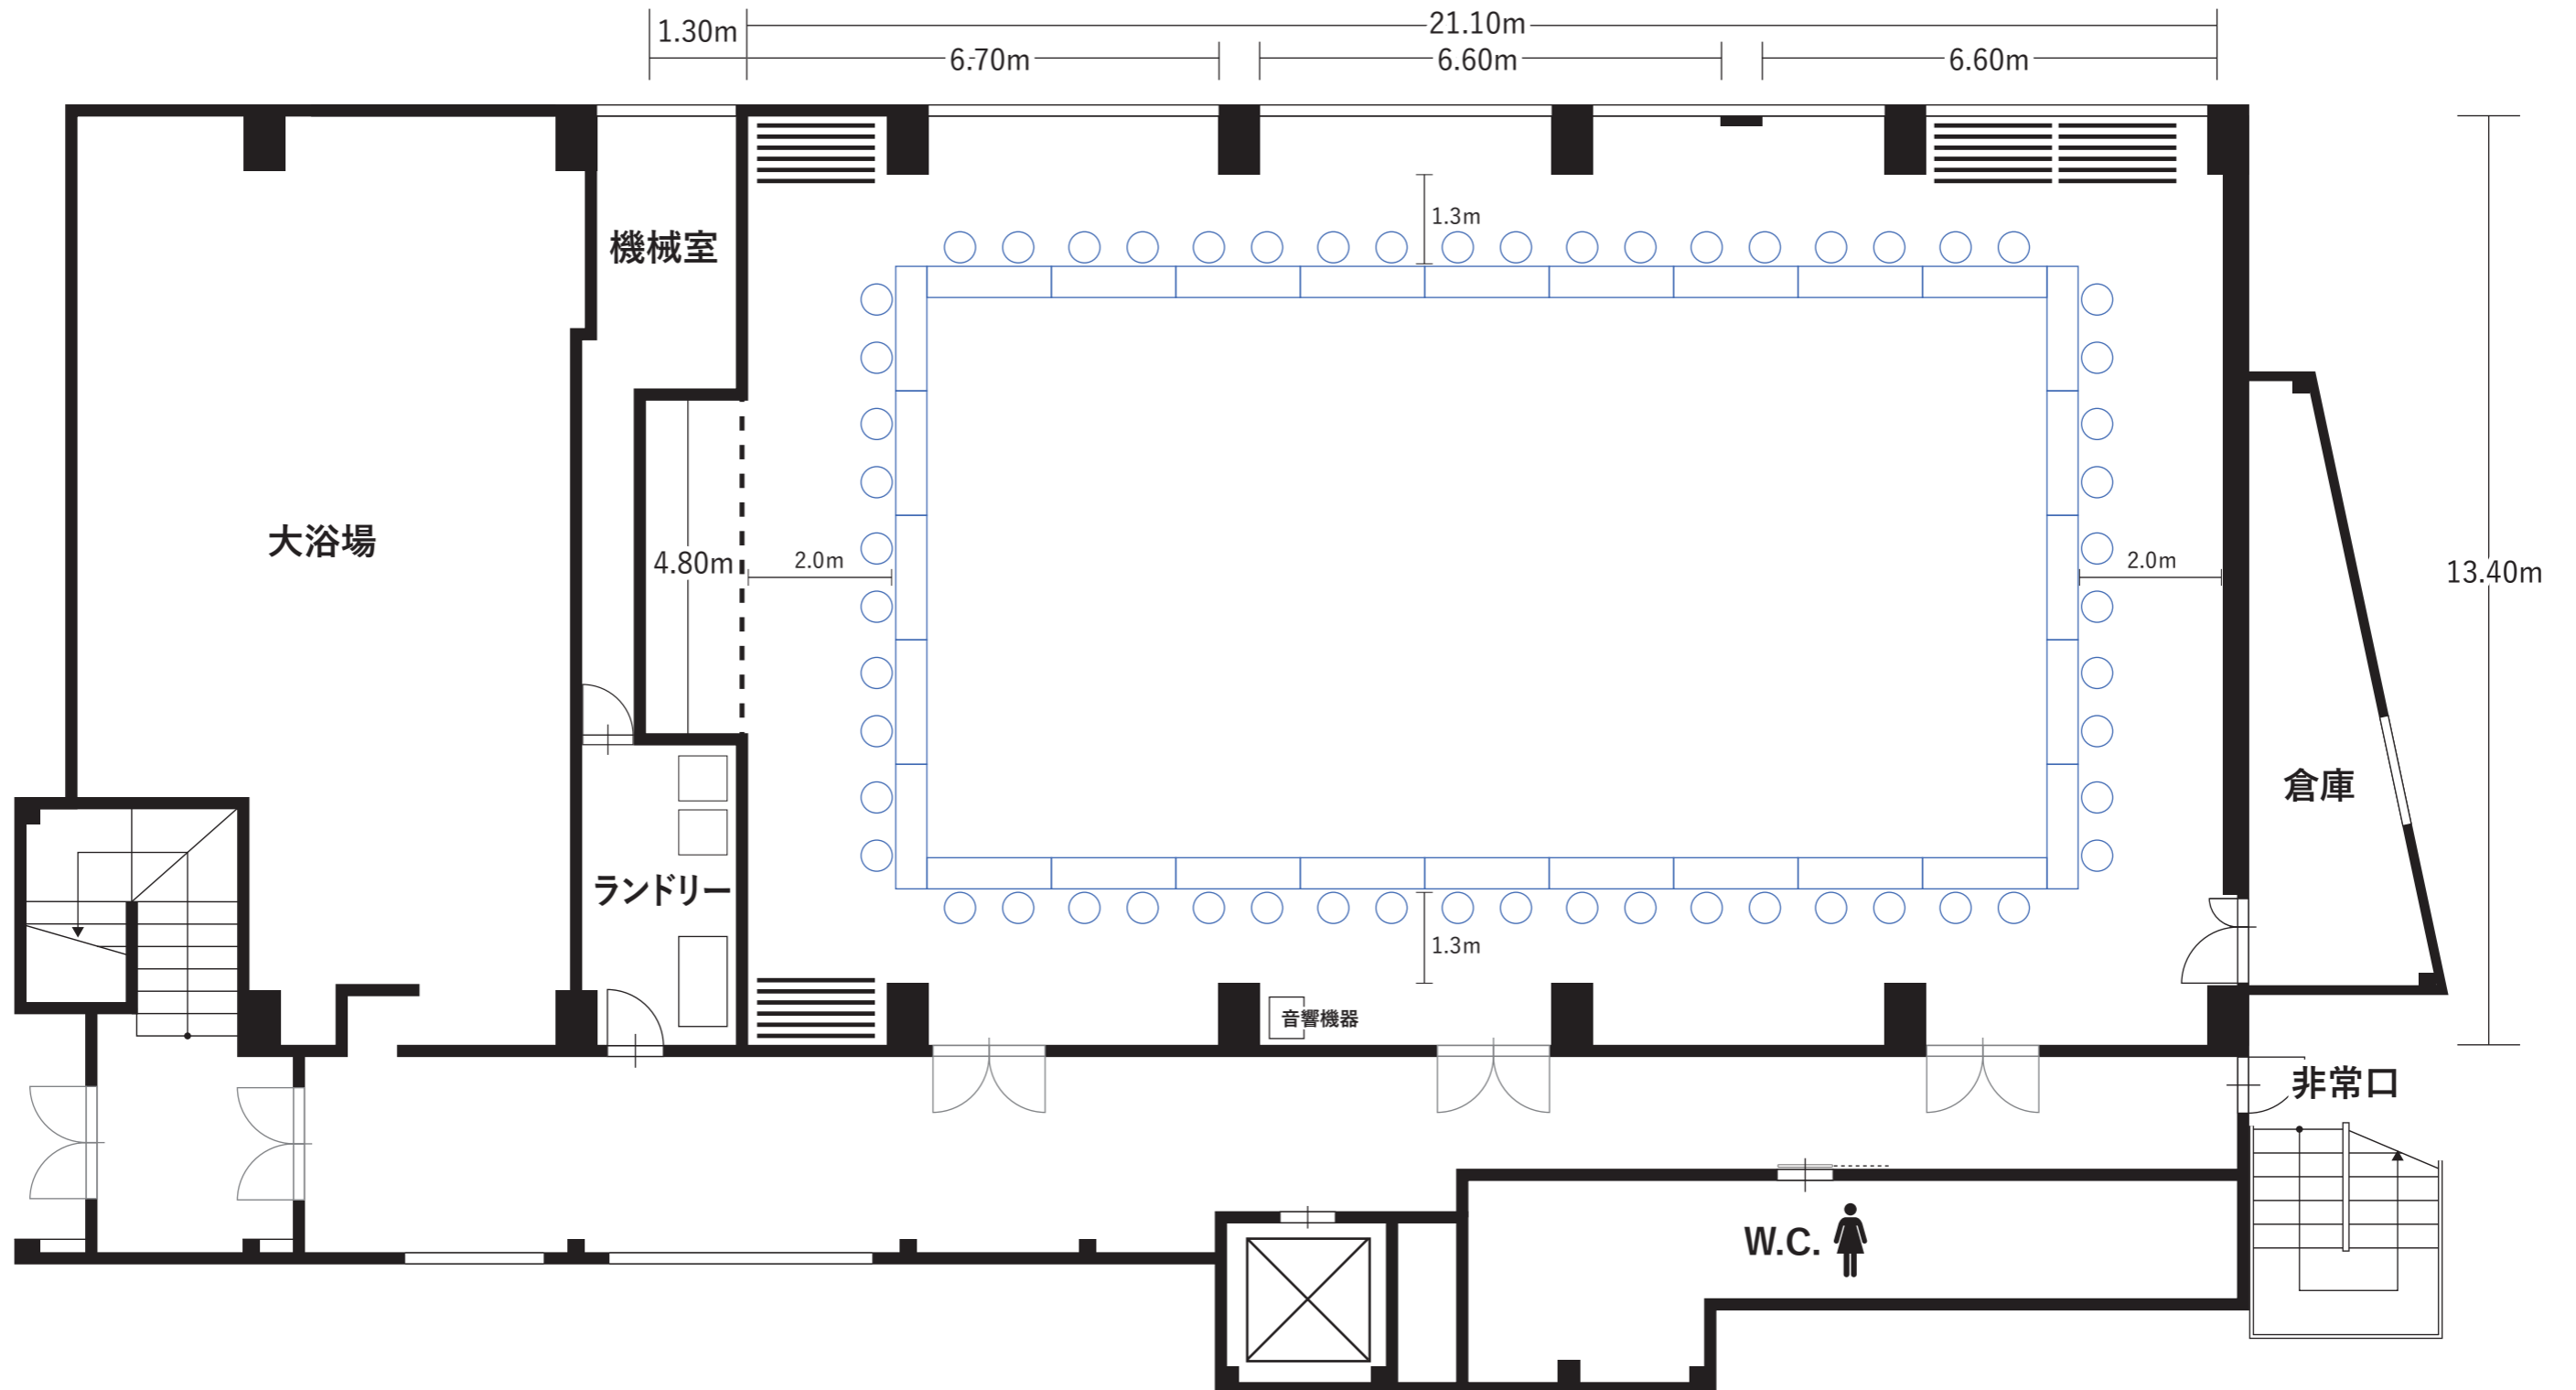 21.10m
1.30m
6.70m
6.60m
6.60m
1.3m
機械室
大浴場
4.80m
2.0m
2.0m
13.40m
倉庫
ランドリー
1.3m
音響機器
非常口
W.C.